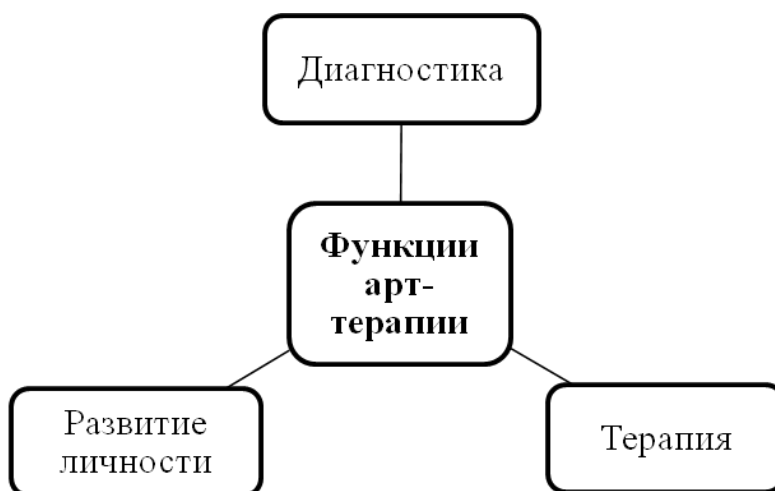 Диагностика
Функции
арт-
терапии
Развитие
личности
Терапия